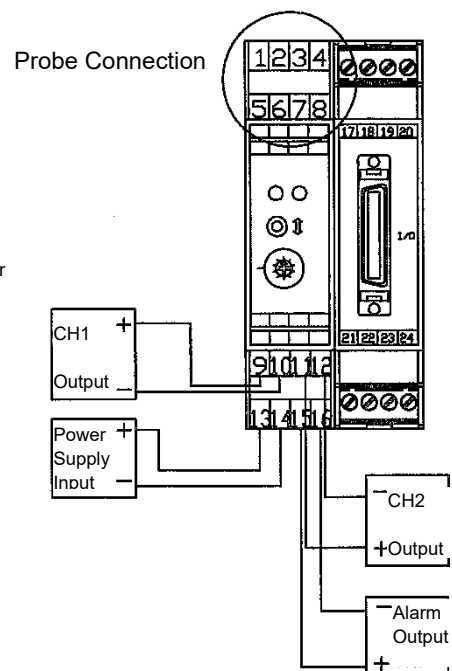 Probe Connection
1 2 3 4
5 6 7 8
17 18 19 20
I/O
r
CH1 +
Output −
21 22 23 24
9 10 11 12
13 14 15 16
Power +
Supply
Input −
− CH2
+ Output
− Alarm
Output
+